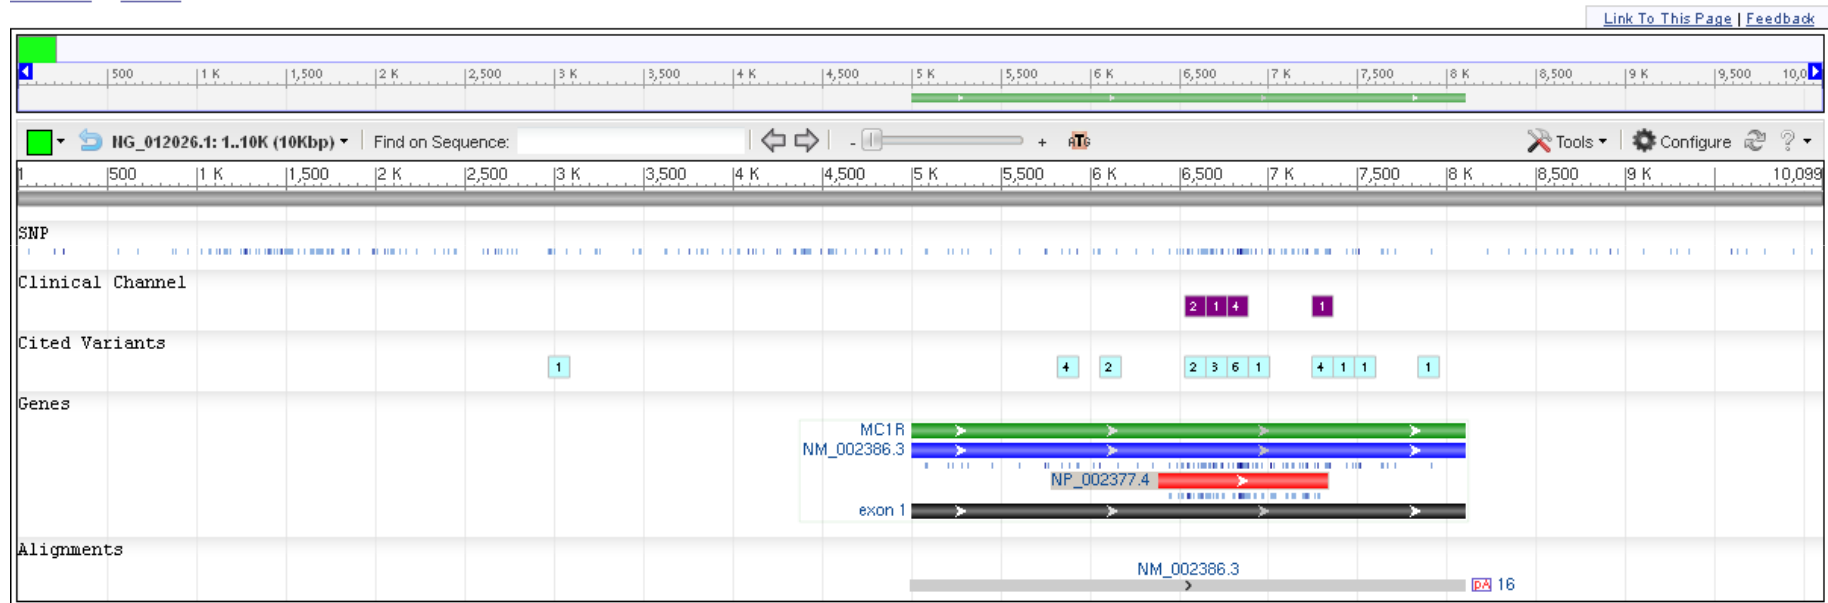 Link To This Page | Feedback
500 1 K 1,500 2 K 2,500 3 K 3,500 4 K 4,500 5 K 5,500 6 K 6,500 7 K 7,500 8 K 8,500 9 K 9,500 10,0
NG_012026.1: 1..10K (10Kbp) Find on Sequence: - + ATG Tools Configure ?
1 500 1 K 1,500 2 K 2,500 3 K 3,500 4 K 4,500 5 K 5,500 6 K 6,500 7 K 7,500 8 K 8,500 9 K 10,099
SNP
Clinical Channel
2 1 4 1
Cited Variants
1 4 2 2 3 6 1 4 1 1 1
Genes
MC1R
NM_002386.3
NP_002377.4
exon 1
Alignments
NM_002386.3
pA 16